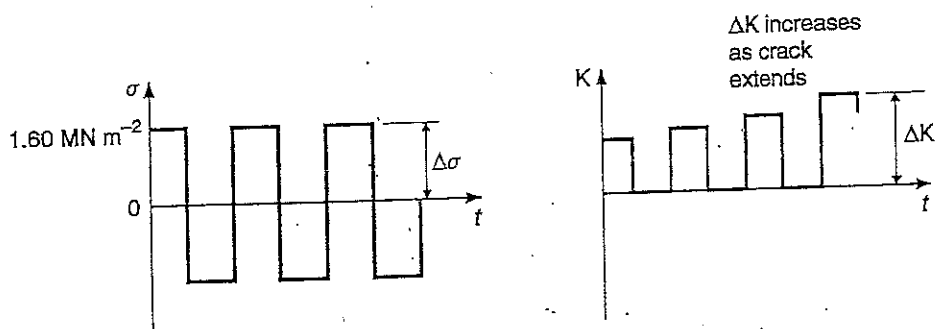 ΔK increases
as crack
extends
σ
1.60 MN m⁻²
Δσ
0
t
K
ΔK
t